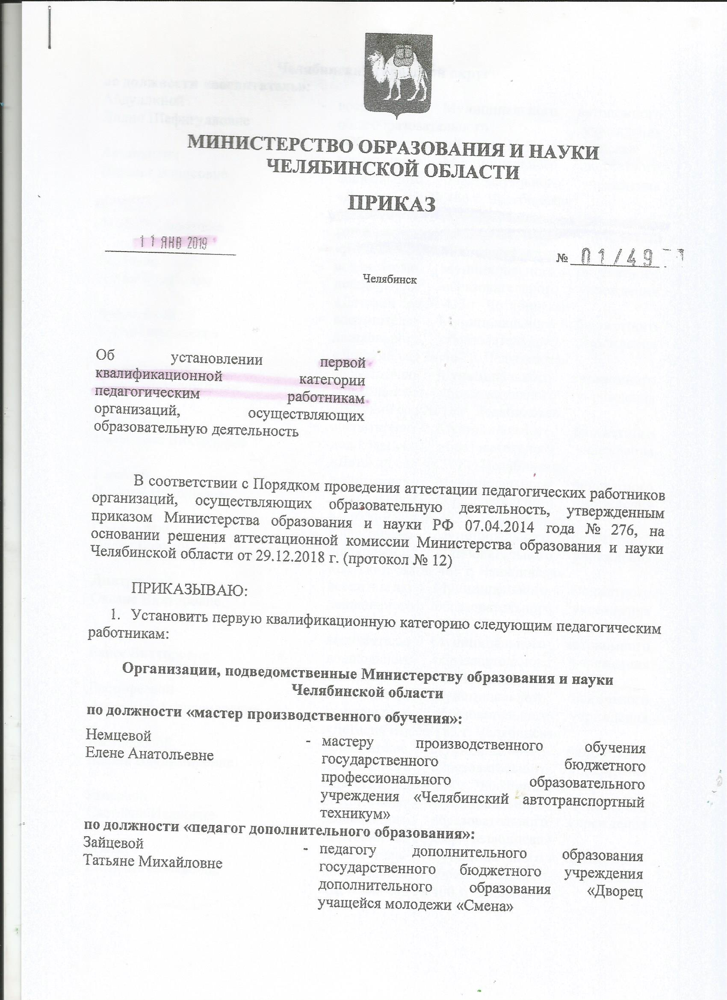 МИНИСТЕРСТВО ОБРАЗОВАНИЯ И НАУКИ
ЧЕЛЯБИНСКОЙ ОБЛАСТИ
ПРИКАЗ
11 ЯНВ 2019
№ 01/49
Челябинск
Об установлении первой
квалификационной категории
педагогическим работникам
организаций, осуществляющих
образовательную деятельность
В соответствии с Порядком проведения аттестации педагогических работников
организаций, осуществляющих образовательную деятельность, утвержденным
приказом Министерства образования и науки РФ 07.04.2014 года № 276, на
основании решения аттестационной комиссии Министерства образования и науки
Челябинской области от 29.12.2018 г. (протокол № 12)
ПРИКАЗЫВАЮ:
1. Установить первую квалификационную категорию следующим педагогическим
работникам:
Организации, подведомственные Министерству образования и науки
Челябинской области
по должности «мастер производственного обучения»:
Немцевой
Елене Анатольевне
- мастеру производственного обучения
государственного бюджетного
профессионального образовательного
учреждения «Челябинский автотранспортный
техникум»
по должности «педагог дополнительного образования»:
Зайцевой
Татьяне Михайловне
- педагогу дополнительного образования
государственного бюджетного учреждения
дополнительного образования «Дворец
учащейся молодежи «Смена»